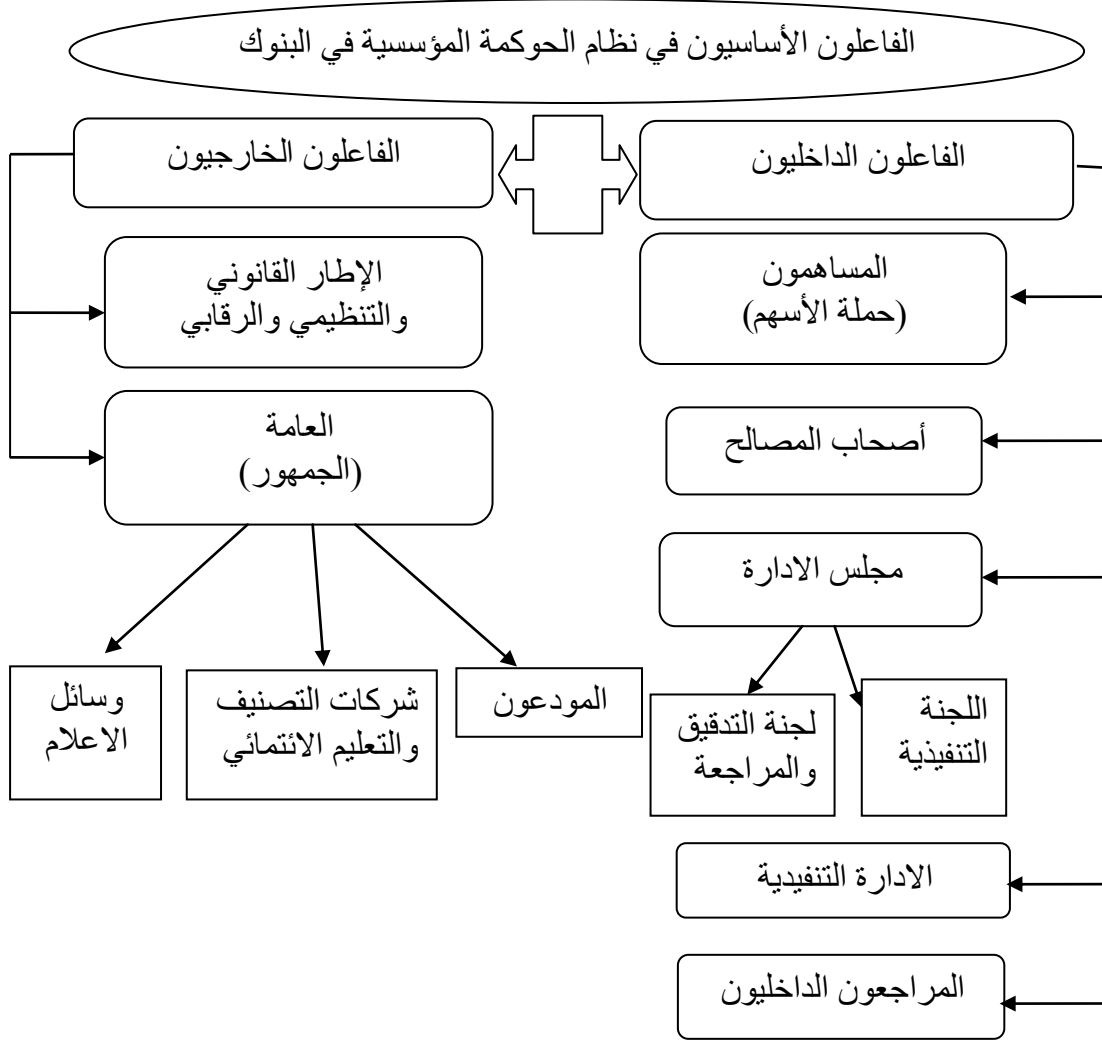 الفاعلون الأساسيون في نظام الحوكمة المؤسسية في البنوك
الفاعلون الداخليون
المساهمون
(حملة الأسهم)
أصحاب المصالح
مجلس الادارة
اللجنة
التنفيذية
لجنة التدقيق
والمراجعة
الادارة التنفيدية
المراجعون الداخليون
الفاعلون الخارجيون
الإطار القانوني
والتنظيمي والرقابي
العامة
(الجمهور)
المودعون
شركات التصنيف
والتعليم الائتمائي
وسائل
الاعلام